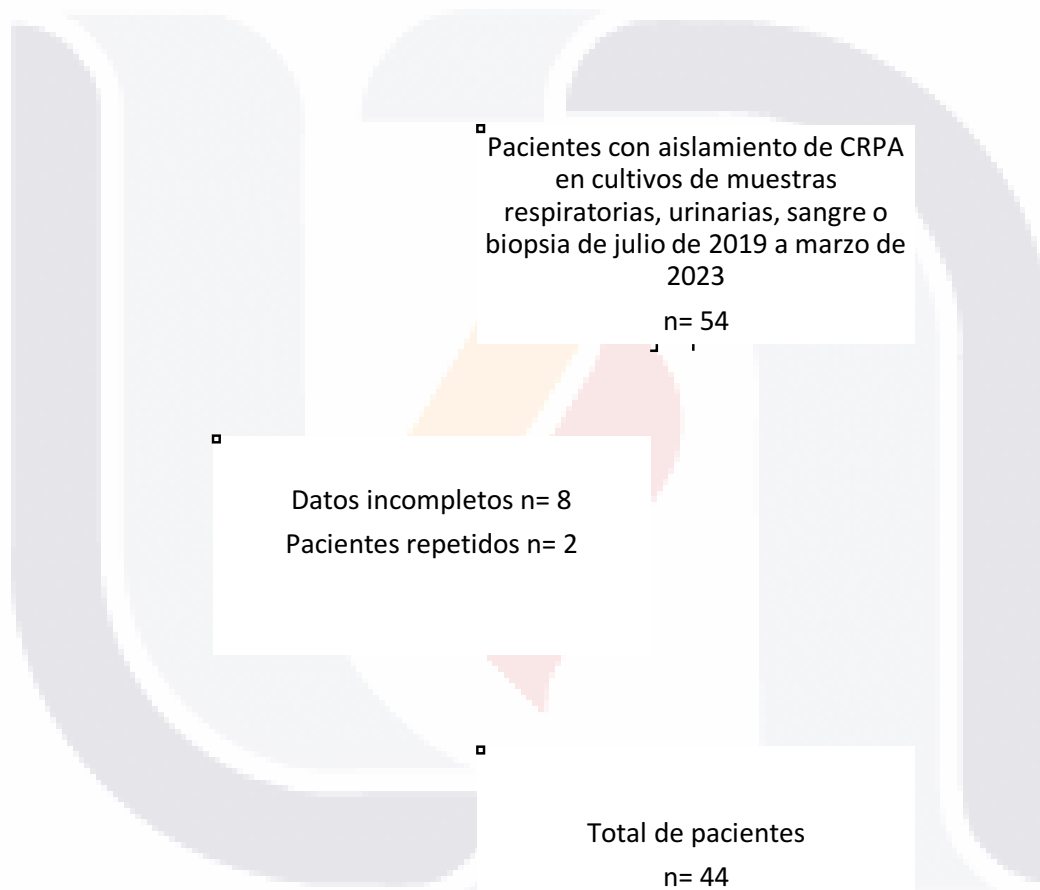 Pacientes con aislamiento de CRPA
en cultivos de muestras
respiratorias, urinarias, sangre o
biopsia de julio de 2019 a marzo de
2023
n= 54
Datos incompletos n= 8
Pacientes repetidos n= 2
Total de pacientes
n= 44